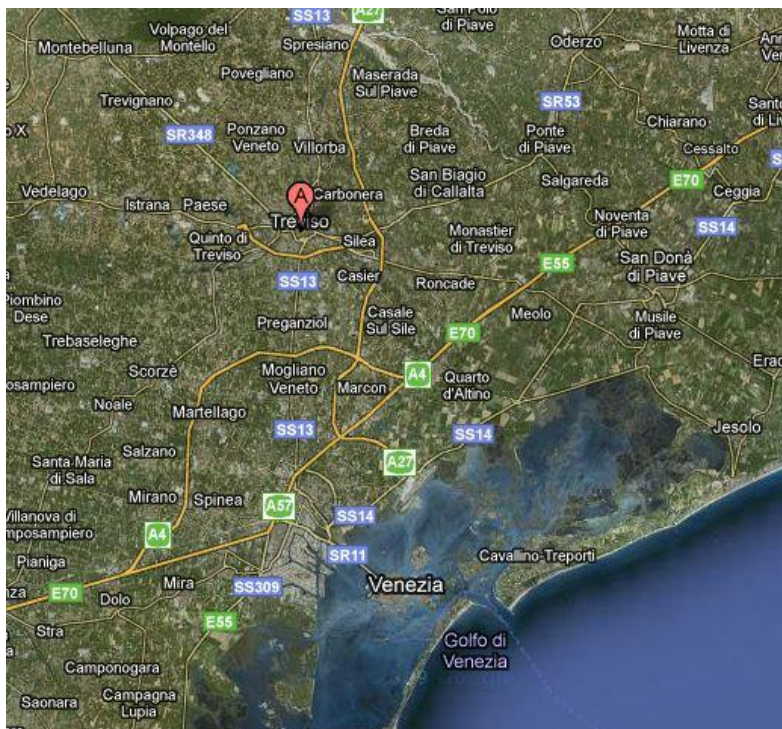 A27
SS13
Volpago del
Montello
San Polo
di Piave
Motta di
Livenza
Montebelluna
Spresiano
Oderzo
Povegliano
Maserada
Sul Piave
Trevignano
SR53
Chiarano
SR348
Ponzano
Veneto
Villorba
Breda
di Piave
Ponte
di Piave
Cessalto
San Biagio
di Callalta
Salgareda
E70
Ceggia
Vedelago
Istrana
Paese
A
Carbonera
Treviso
Noventa
di Piave
SS14
Quinto di
Treviso
Silea
Monastier
di Treviso
San Donà
di Piave
E55
SS13
Casier
Roncade
Piombino
Dese
Preganziol
Casale
Sul Sile
Meolo
Musile
di Piave
Trebaseleghe
E70
Scorzè
Mogliano
Veneto
Marcon
A4
Quarto
d'Altino
Noale
Martellago
SS13
SS14
Jesolo
Salzano
Santa-Maria
di Sala
A27
Mirano
Spinea
A57
SS14
Villanova di
A4
SR11
Cavallino-Treporti
Pianiga
Mira
SS309
Venezia
E70
Dolo
E55
Stra
Golfo di
Venezia
Camponogara
Saonara
Campagna
Lupia